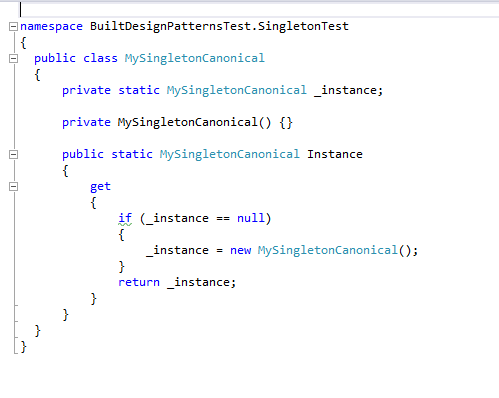 namespace BuiltDesignPatternsTest.SingletonTest
{
public class MySingletonCanonical
{
private static MySingletonCanonical _instance;
private MySingletonCanonical() {}
public static MySingletonCanonical Instance
{
get
{
if (_instance == null)
{
_instance = new MySingletonCanonical();
}
return _instance;
}
}
}
}